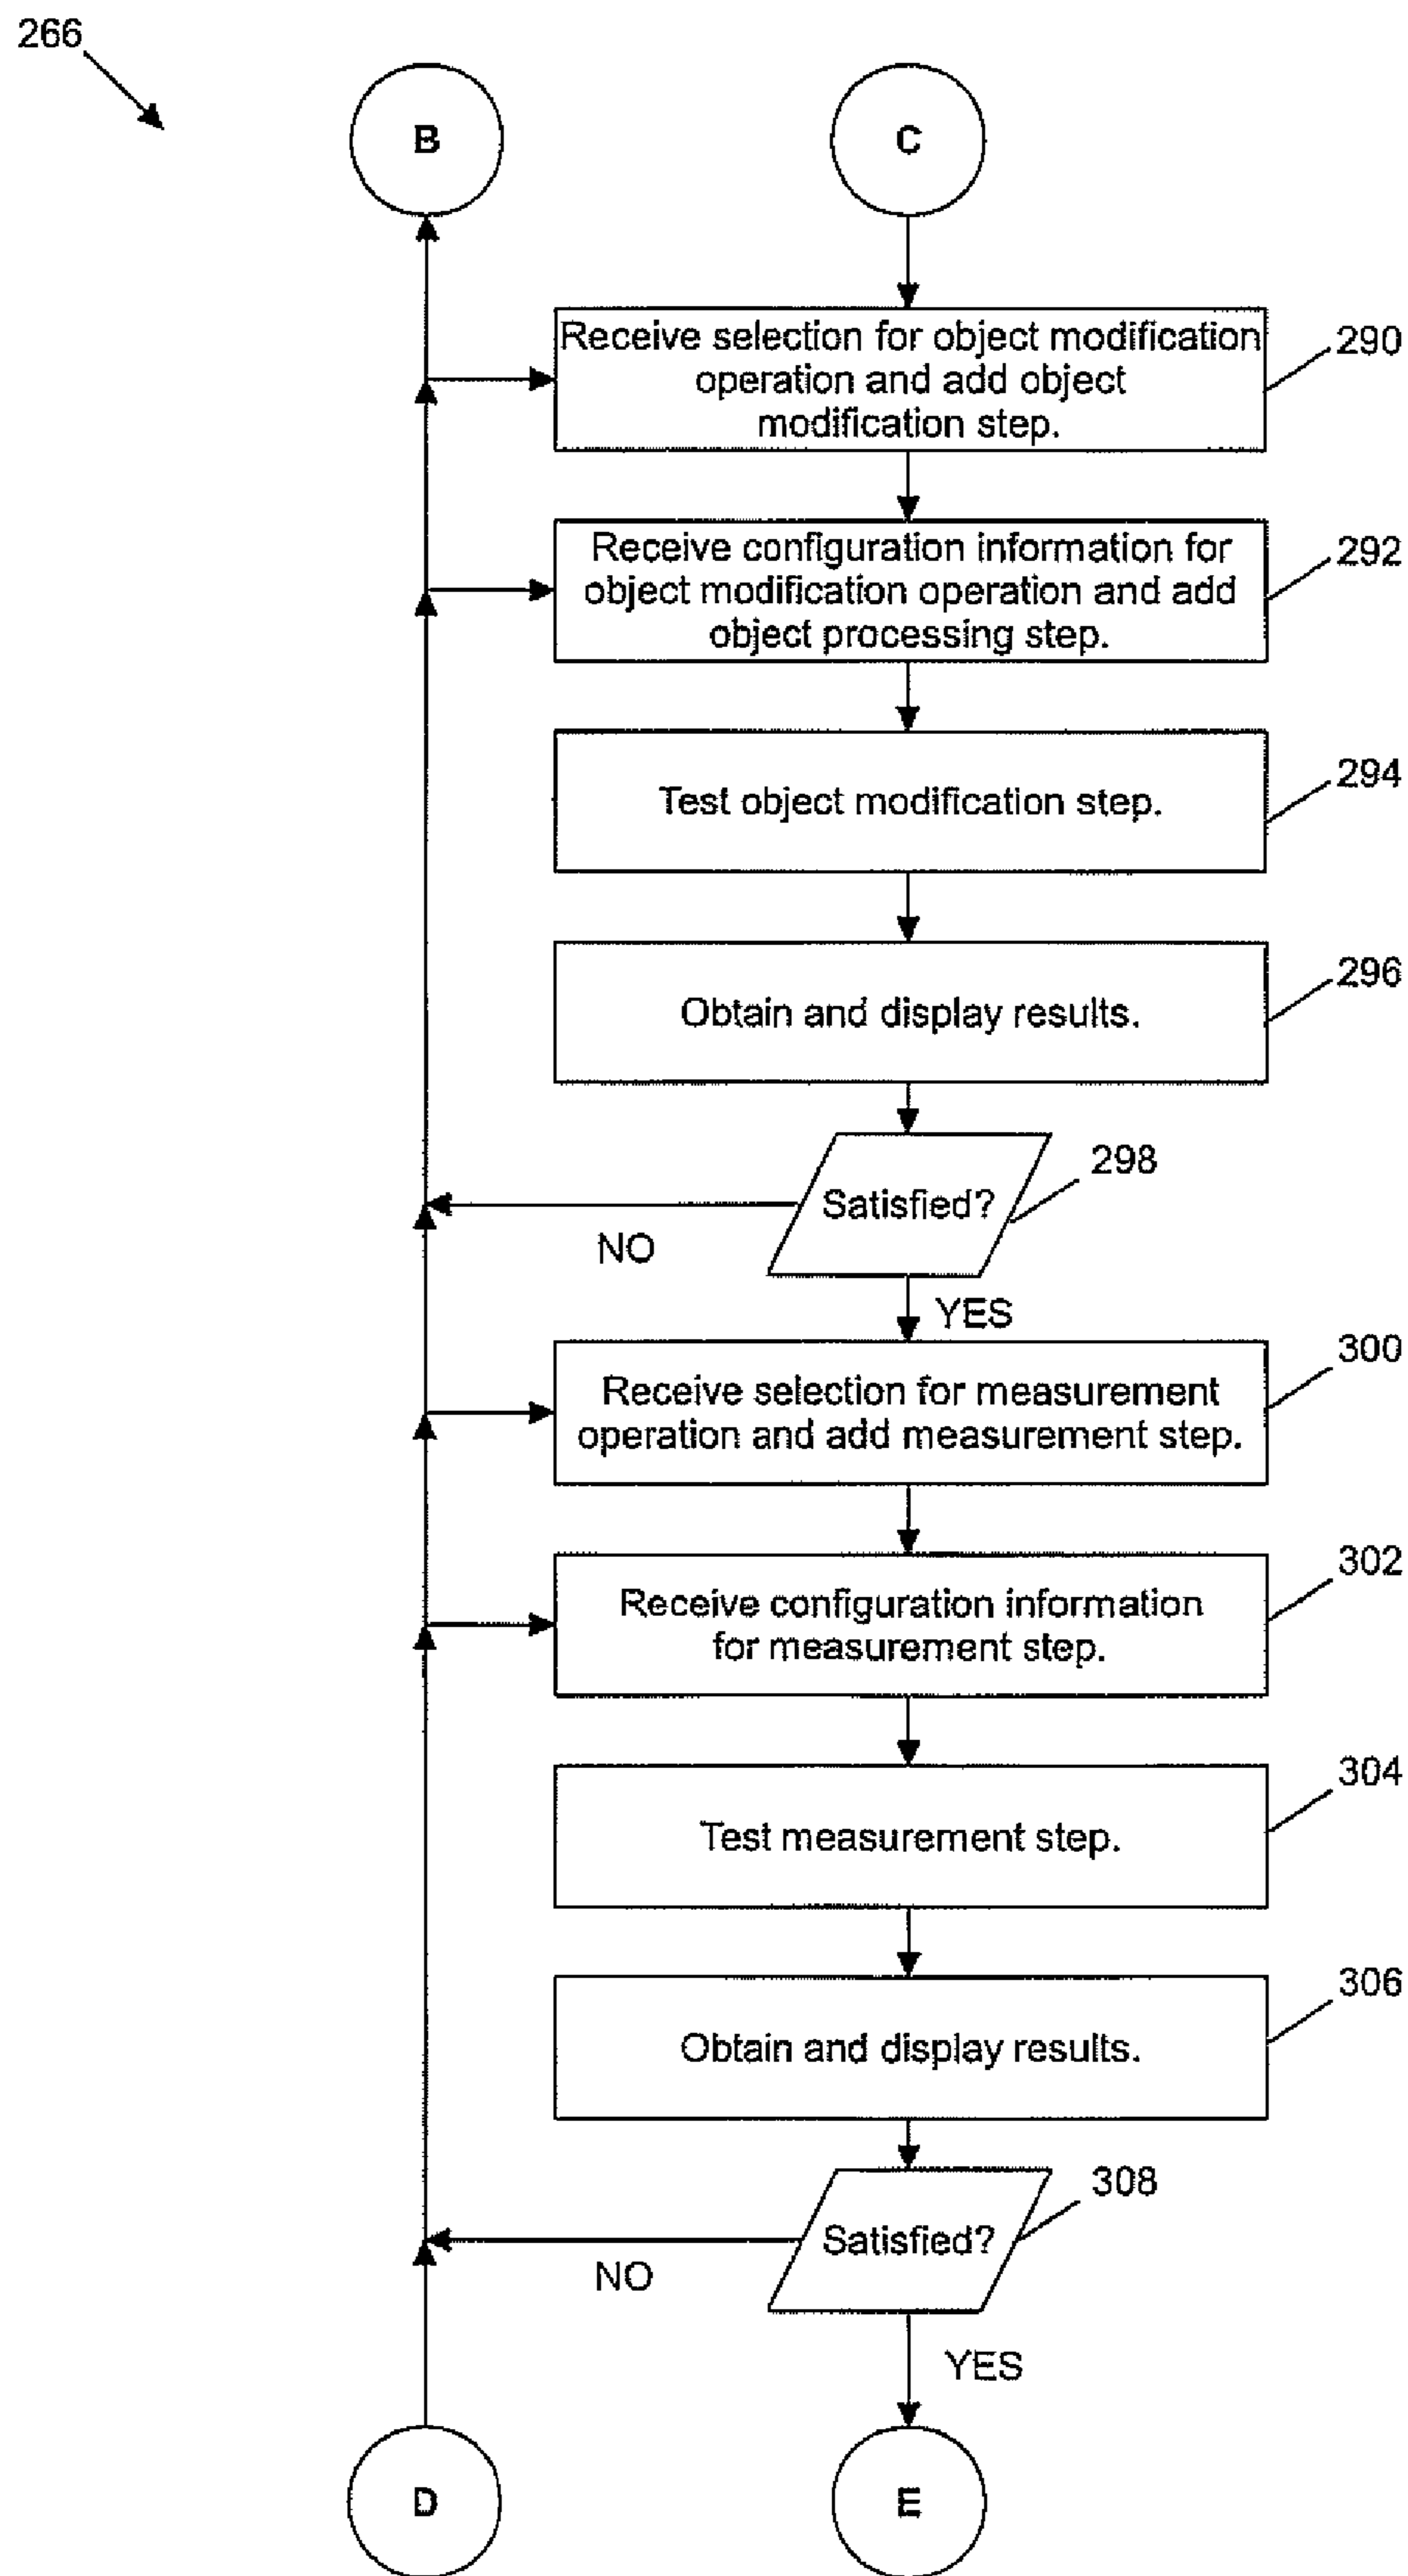 266
B
C
Receive selection for object modification
operation and add object
modification step.
290
Receive configuration information for
object modification operation and add
object processing step.
292
Test object modification step.
294
Obtain and display results.
296
Satisfied?
298
NO
YES
Receive selection for measurement
operation and add measurement step.
300
Receive configuration information
for measurement step.
302
Test measurement step.
304
Obtain and display results.
306
Satisfied?
308
NO
YES
D
E